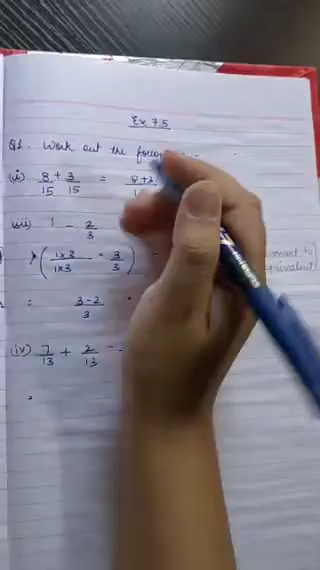 Ex 7.5
Q1. Work out the
(i) 8/15 + 3/15 = 8+3
(iii) 1 - 2/3
(1×3/1×3 = 3/3) -
= 3-2/3
(iv) 7/13 + 2/13 =
=